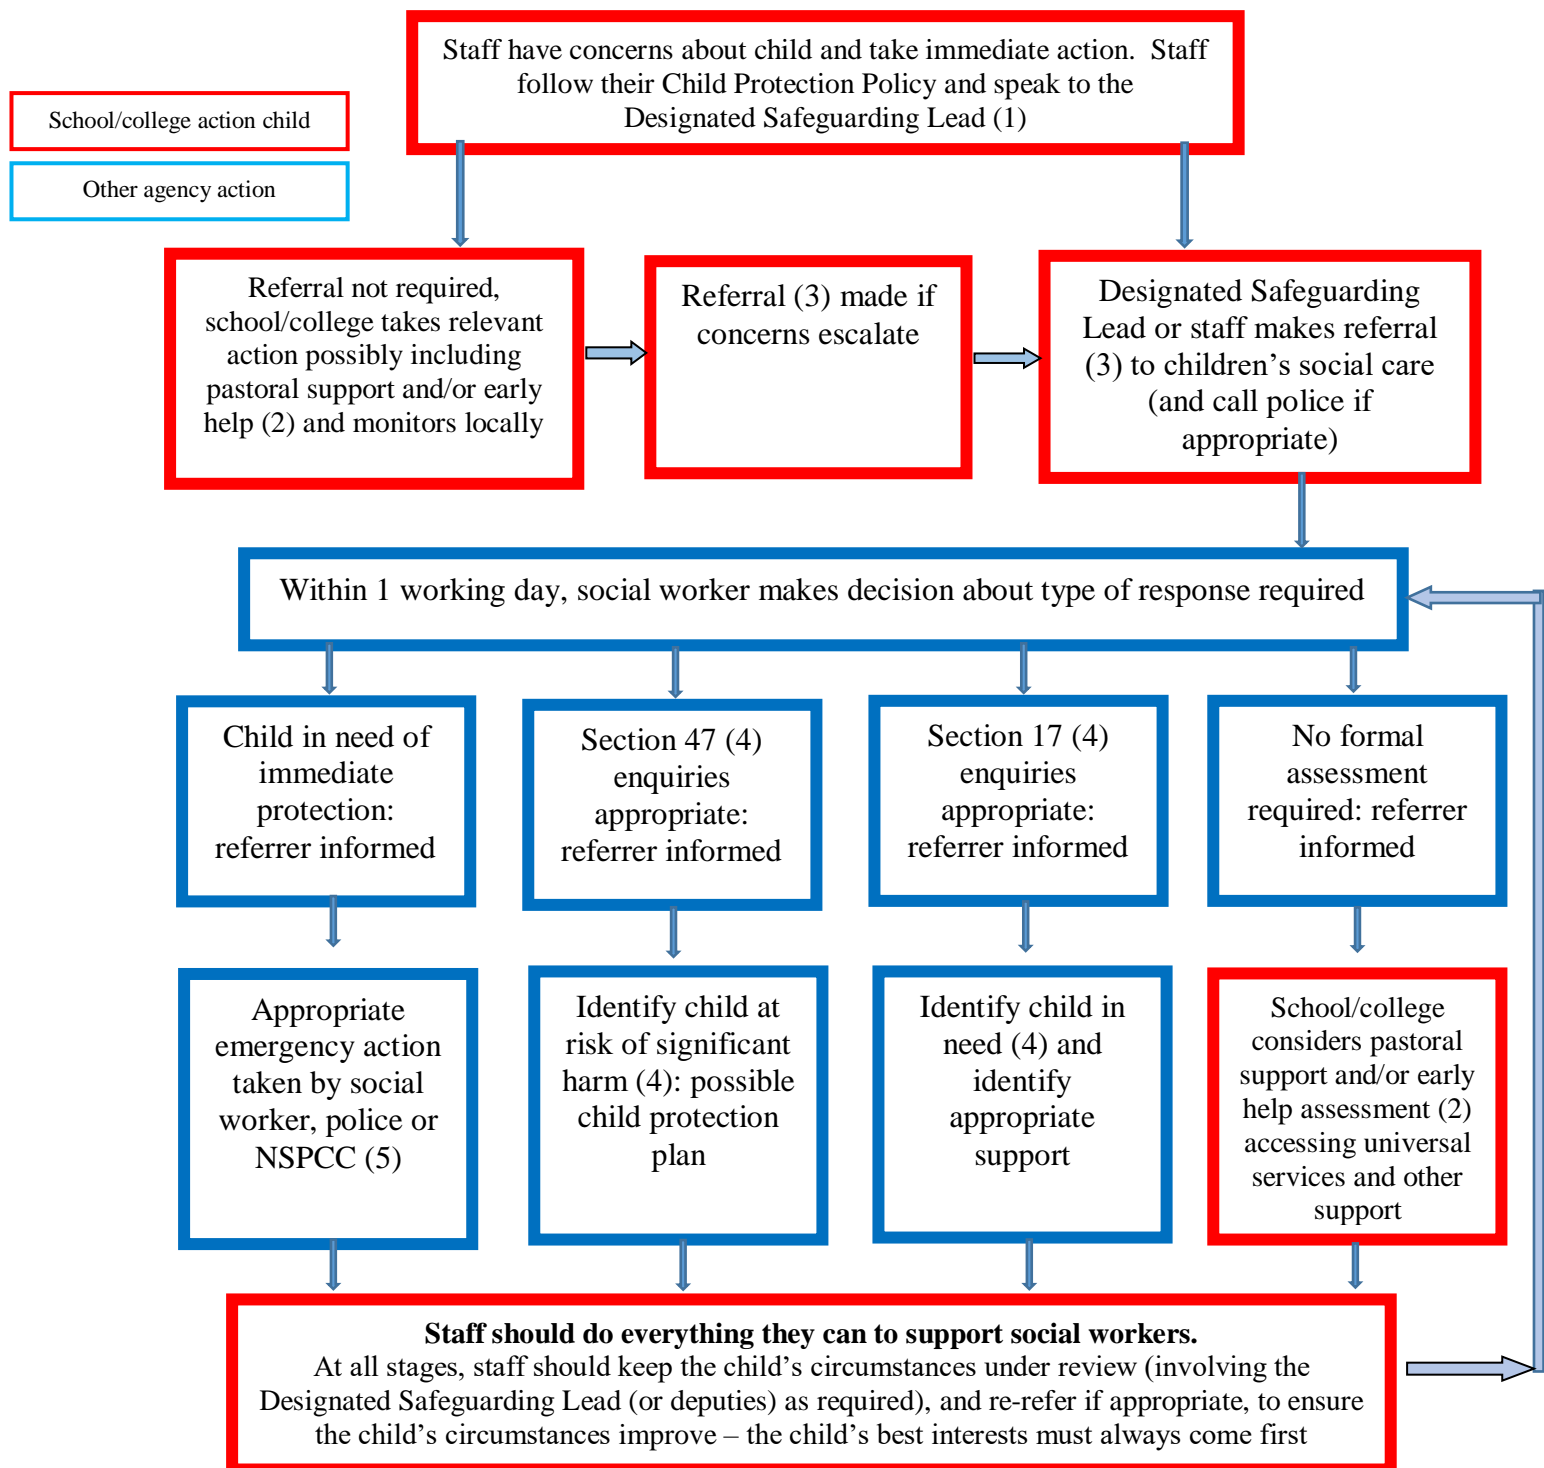 Staff have concerns about child and take immediate action.  Staff
follow their Child Protection Policy and speak to the
Designated Safeguarding Lead (1)
School/college action child
Other agency action
Referral not required,
school/college takes relevant
action possibly including
pastoral support and/or early
help (2) and monitors locally
Referral (3) made if
concerns escalate
Designated Safeguarding
Lead or staff makes referral
(3) to children’s social care
(and call police if
appropriate)
Within 1 working day, social worker makes decision about type of response required
Child in need of
immediate
protection:
referrer informed
Section 47 (4)
enquiries
appropriate:
referrer informed
Section 17 (4)
enquiries
appropriate:
referrer informed
No formal
assessment
required: referrer
informed
Appropriate
emergency action
taken by social
worker, police or
NSPCC (5)
Identify child at
risk of significant
harm (4): possible
child protection
plan
Identify child in
need (4) and
identify
appropriate
support
School/college
considers pastoral
support and/or early
help assessment (2)
accessing universal
services and other
support
Staff should do everything they can to support social workers.
At all stages, staff should keep the child’s circumstances under review (involving the
Designated Safeguarding Lead (or deputies) as required), and re-refer if appropriate, to ensure
the child’s circumstances improve – the child’s best interests must always come first